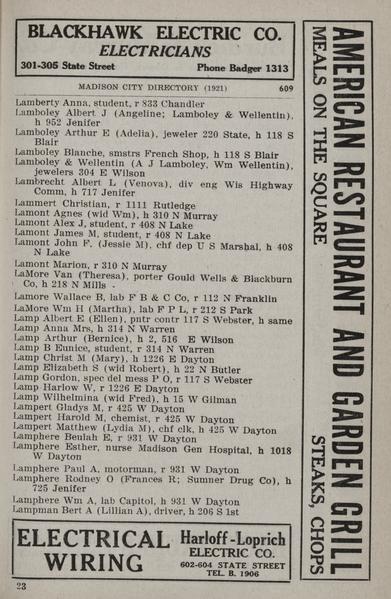 BLACKHAWK ELECTRIC CO.
ELECTRICIANS
301-305 State Street Phone Badger 1313
MADISON CITY DIRECTORY (1921) 609
Lamberty Anna, student, r 833 Chandler
Lamboley Albert J (Angeline; Lamboley & Wellentin),
h 952 Jenifer
Lamboley Arthur E (Adelia), jeweler 220 State, h 118 S
Blair
Lamboley Blanche, smstrs French Shop, h 118 S Blair
Lamboley & Wellentin (A J Lamboley, Wm Wellentin),
jewelers 304 E Wilson
Lambrecht Albert L (Venova), div eng Wis Highway
Comm, h 717 Jenifer
Lammert Christian, r 1111 Rutledge
Lamont Agnes (wid Wm), h 310 N Murray
Lamont Alex J, student, r 408 N Lake
Lamont James M, student, r 408 N Lake
Lamont John F. (Jessie M), chf dep U S Marshal, h 408
N Lake
Lamont Marion, r 310 N Murray
LaMore Van (Theresa), porter Gould Wells & Blackburn
Co, h 218 N Mills
Lamore Wallace B, lab F B & C Co, r 112 N Franklin
LaMore Wm H (Martha), lab F P L, r 212 S Park
Lamp Albert E (Ellen), pntr contr 117 S Webster, h same
Lamp Anna Mrs, h 314 N Warren
Lamp Arthur (Bernice), h 2, 516 E Wilson
Lamp B Eunice, student, r 314 N Warren
Lamp Christ M (Mary), h 1226 E Dayton
Lamp Elizabeth S (wid Robert), h 22 N Butler
Lamp Gordon, spec del mess P O, r 117 S Webster
Lamp Harlow W, r 1226 E Dayton
Lamp Wilhelmina (wid Fred), h 15 W Gilman
Lampert Gladys M, r 425 W Dayton
Lampert Harold M, chemist, r 425 W Dayton
Lampert Matthew (Lydia M), chf clk, h 425 W Dayton
Lamphere Beulah E, r 931 W Dayton
Lamphere Esther, nurse Madison Gen Hospital, h 1018
W Dayton
Lamphere Paul A, motorman, r 931 W Dayton
Lamphere Rodney O (Frances R; Sumner Drug Co), h
725 Jenifer
Lamphere Wm A, lab Capitol, h 931 W Dayton
Lampman Bert A (Lillian A), driver, h 206 S 1st
ELECTRICAL
WIRING
Harloff-Loprich
ELECTRIC CO.
602-604 STATE STREET
TEL. B. 1906
23
AMERICAN RESTAURANT AND GARDEN GRILL
MEALS ON THE SQUARE STEAKS, CHOPS